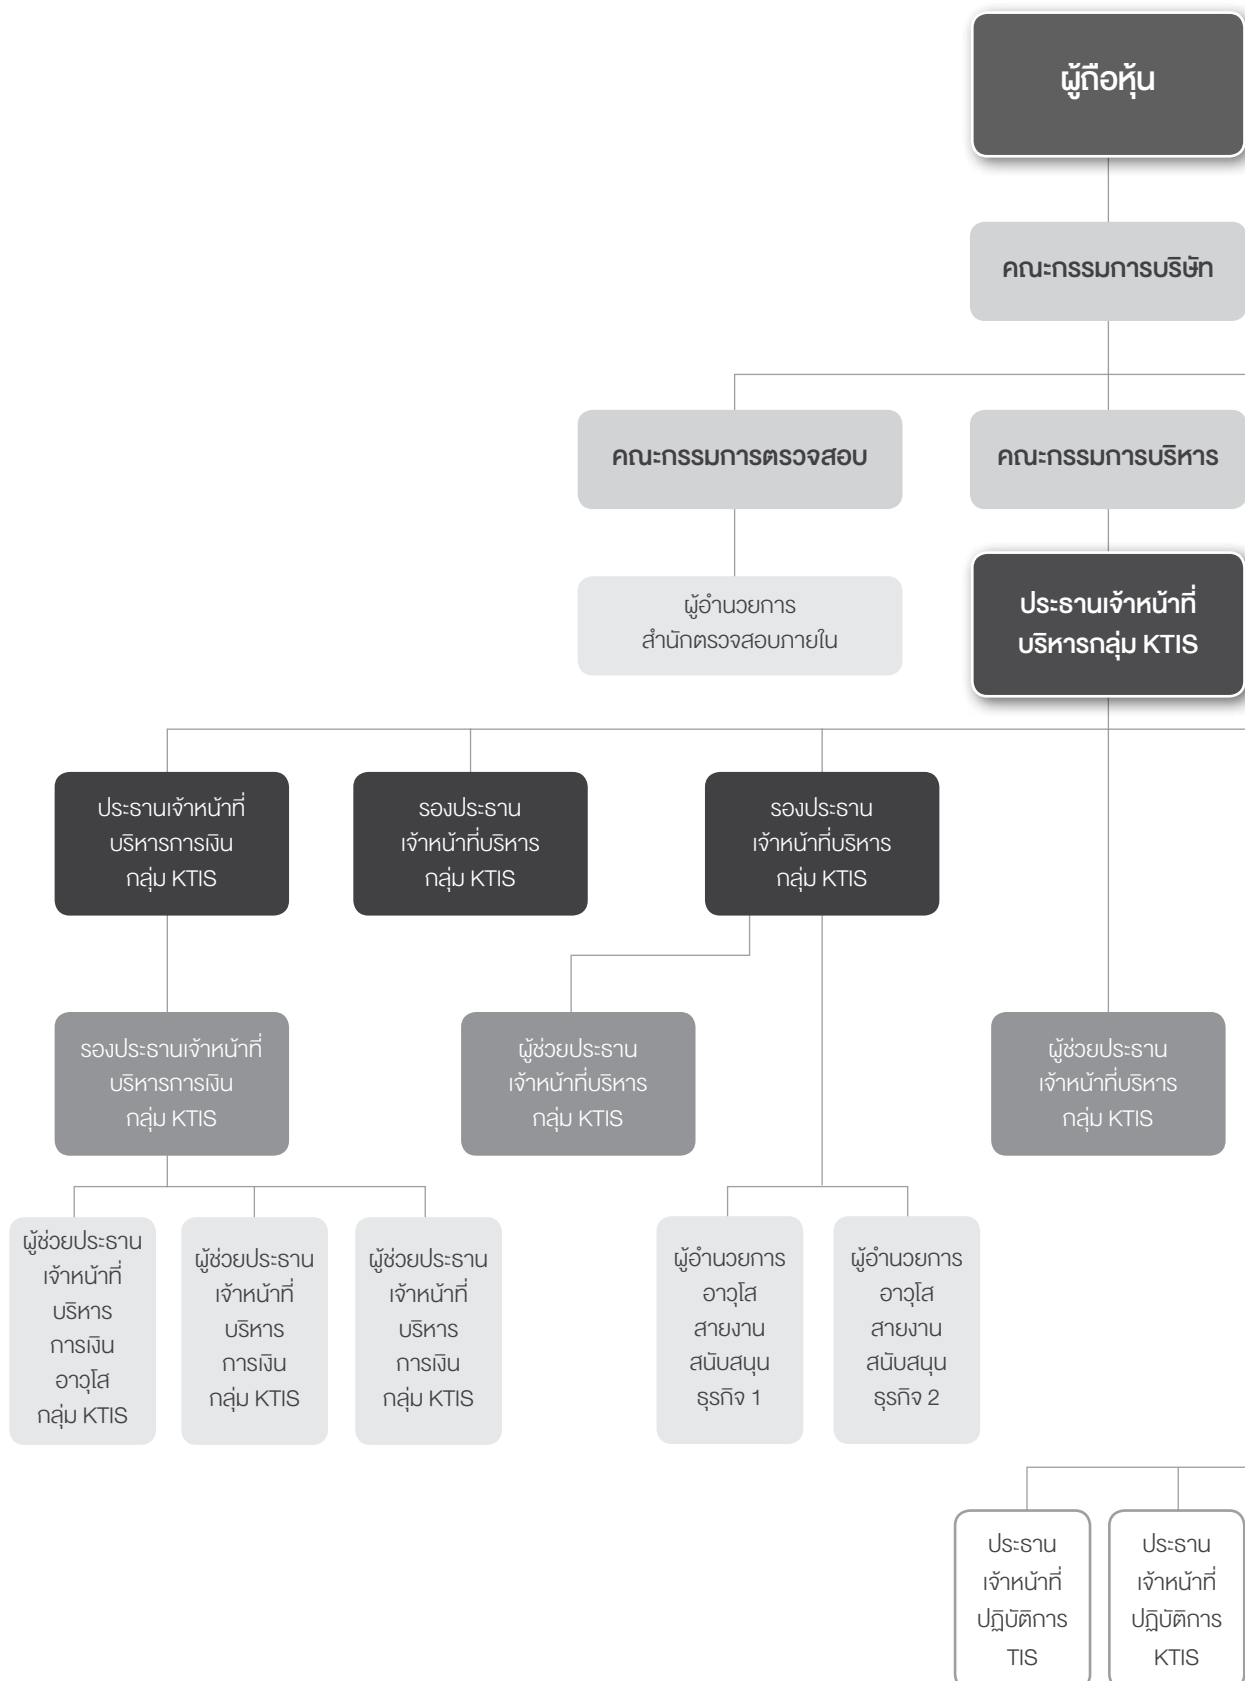 ผู้ถือหุ้น
คณะกรรมการบริษัท
คณะกรรมการตรวจสอบ
คณะกรรมการบริหาร
ผู้อำนวยการ
สำนักตรวจสอบภายใน
ประธานเจ้าหน้าที่
บริหารกลุ่ม KTIS
ประธานเจ้าหน้าที่
บริหารการเงิน
กลุ่ม KTIS
รองประธาน
เจ้าหน้าที่บริหาร
กลุ่ม KTIS
รองประธาน
เจ้าหน้าที่บริหาร
กลุ่ม KTIS
รองประธานเจ้าหน้าที่
บริหารการเงิน
กลุ่ม KTIS
ผู้ช่วยประธาน
เจ้าหน้าที่บริหาร
กลุ่ม KTIS
ผู้ช่วยประธาน
เจ้าหน้าที่บริหาร
กลุ่ม KTIS
ผู้ช่วยประธาน
เจ้าหน้าที่
บริหาร
การเงิน
อาวุโส
กลุ่ม KTIS
ผู้ช่วยประธาน
เจ้าหน้าที่
บริหาร
การเงิน
กลุ่ม KTIS
ผู้ช่วยประธาน
เจ้าหน้าที่
บริหาร
การเงิน
กลุ่ม KTIS
ผู้อำนวยการ
อาวุโส
สายงาน
สนับสนุน
ธุรกิจ 1
ผู้อำนวยการ
อาวุโส
สายงาน
สนับสนุน
ธุรกิจ 2
ประธาน
เจ้าหน้าที่
ปฏิบัติการ
TIS
ประธาน
เจ้าหน้าที่
ปฏิบัติการ
KTIS